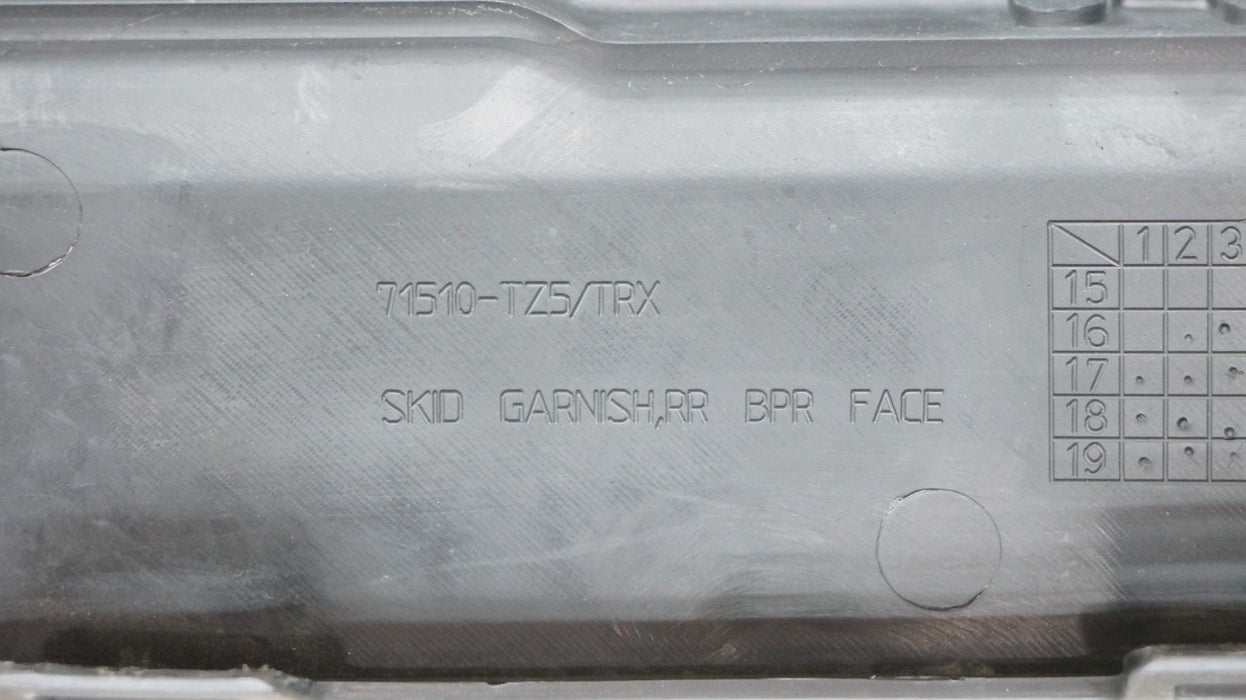 71510-TZ5/TRX
SKID GARNISH,RR BPR FACE
1 2 3
15
16
17
18
19